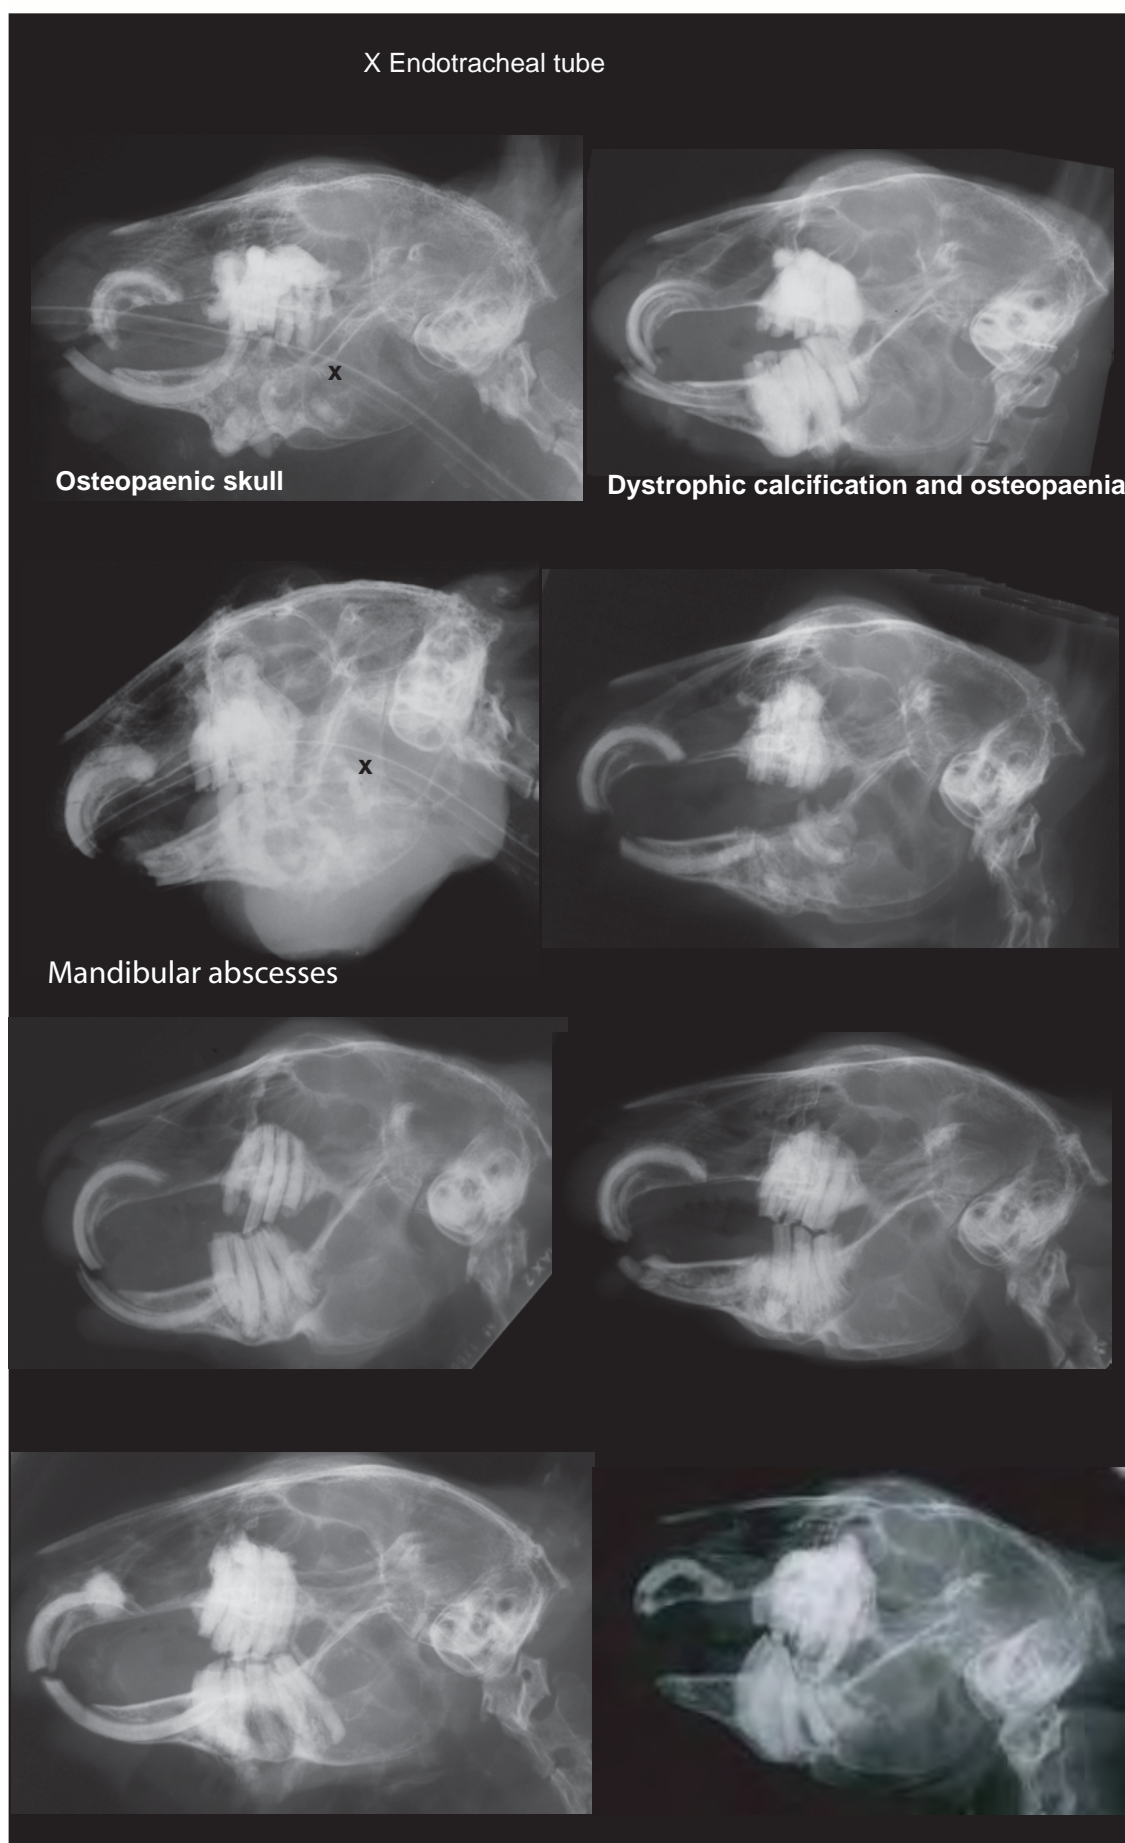 X Endotracheal tube
x
Osteopaenic skull
Dystrophic calcification and osteopaenia
x
Mandibular abscesses